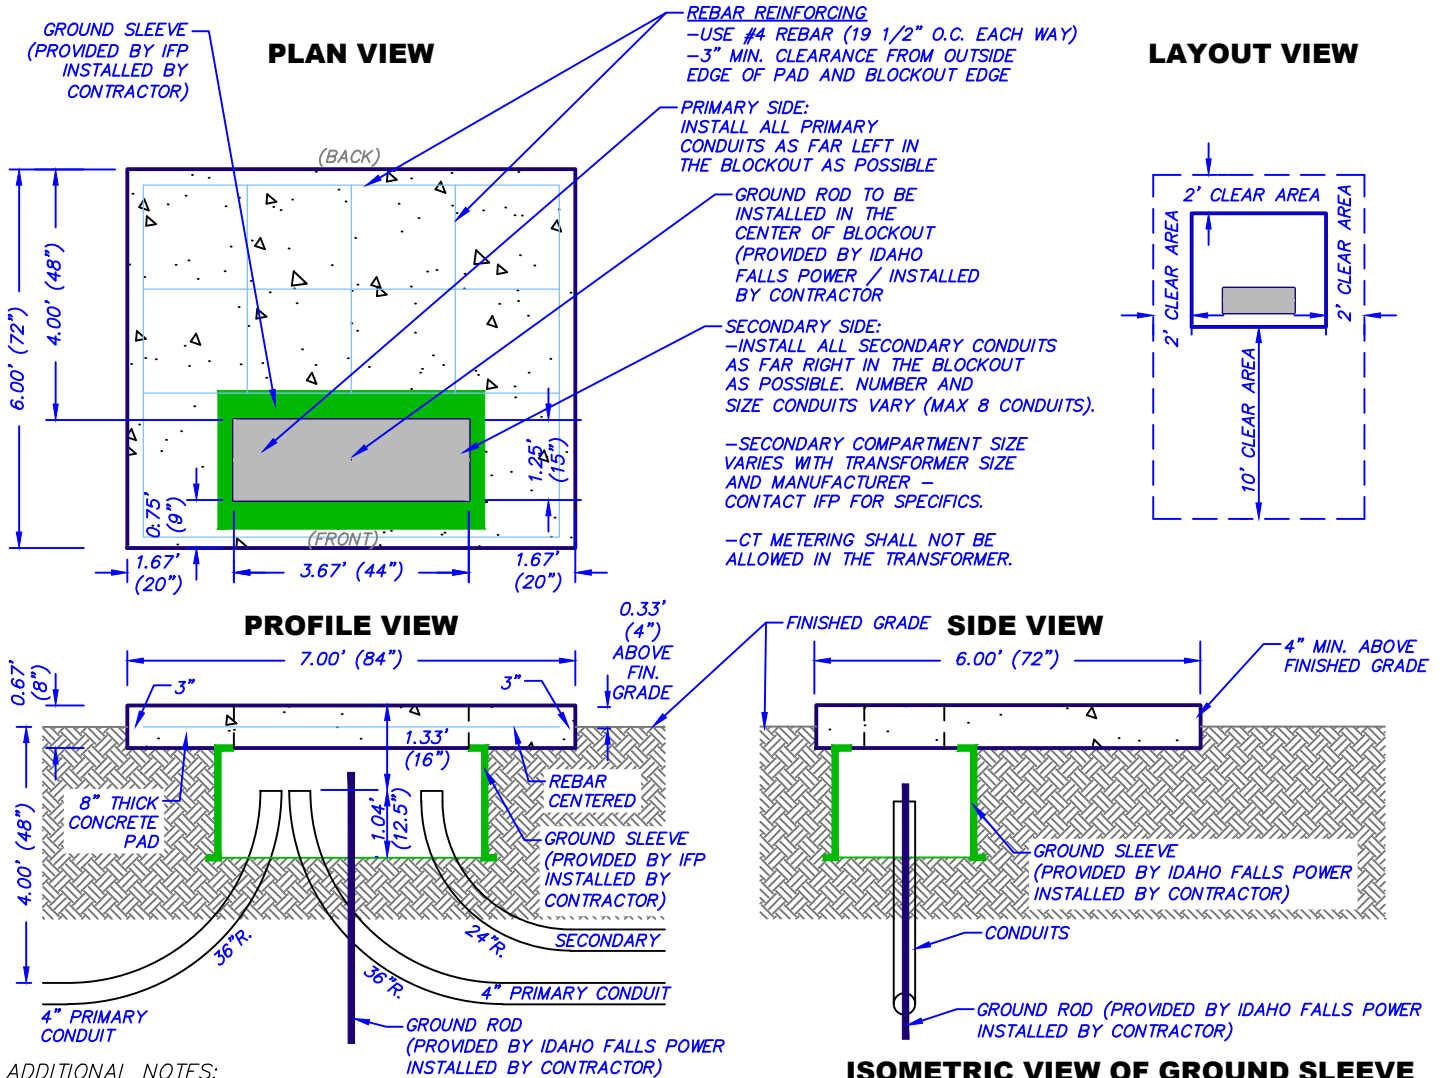 PLAN VIEW
GROUND SLEEVE
(PROVIDED BY IFP
INSTALLED BY
CONTRACTOR)
REBAR REINFORCING
-USE #4 REBAR (19 1/2" O.C. EACH WAY)
-3" MIN. CLEARANCE FROM OUTSIDE
EDGE OF PAD AND BLOCKOUT EDGE
PRIMARY SIDE:
INSTALL ALL PRIMARY
CONDUITS AS FAR LEFT IN
THE BLOCKOUT AS POSSIBLE
GROUND ROD TO BE
INSTALLED IN THE
CENTER OF BLOCKOUT
(PROVIDED BY IDAHO
FALLS POWER / INSTALLED
BY CONTRACTOR
SECONDARY SIDE:
-INSTALL ALL SECONDARY CONDUITS
AS FAR RIGHT IN THE BLOCKOUT
AS POSSIBLE. NUMBER AND
SIZE CONDUITS VARY (MAX 8 CONDUITS).
-SECONDARY COMPARTMENT SIZE
VARIES WITH TRANSFORMER SIZE
AND MANUFACTURER -
CONTACT IFP FOR SPECIFICS.
-CT METERING SHALL NOT BE
ALLOWED IN THE TRANSFORMER.
(BACK)
6.00' (72")
4.00' (48")
1.25'
(15")
0.75'
(9")
(FRONT)
1.67'
(20")
3.67' (44")
1.67'
(20")
LAYOUT VIEW
2' CLEAR AREA
2' CLEAR AREA
2' CLEAR AREA
10' CLEAR AREA
PROFILE VIEW
7.00' (84")
0.67'
(8")
3"
3"
0.33'
(4")
ABOVE
FIN.
GRADE
FINISHED GRADE
4.00' (48")
8" THICK
CONCRETE
PAD
1.33'
(16")
1.04'
(12.5")
REBAR
CENTERED
GROUND SLEEVE
(PROVIDED BY IFP
INSTALLED BY
CONTRACTOR)
36"R.
36"R.
24"R.
SECONDARY
4" PRIMARY CONDUIT
4" PRIMARY
CONDUIT
GROUND ROD
(PROVIDED BY IDAHO FALLS POWER
INSTALLED BY CONTRACTOR)
SIDE VIEW
6.00' (72")
4" MIN. ABOVE
FINISHED GRADE
GROUND SLEEVE
(PROVIDED BY IDAHO FALLS POWER
INSTALLED BY CONTRACTOR)
CONDUITS
GROUND ROD (PROVIDED BY IDAHO FALLS POWER
INSTALLED BY CONTRACTOR)
ADDITIONAL NOTES:
ISOMETRIC VIEW OF GROUND SLEEVE